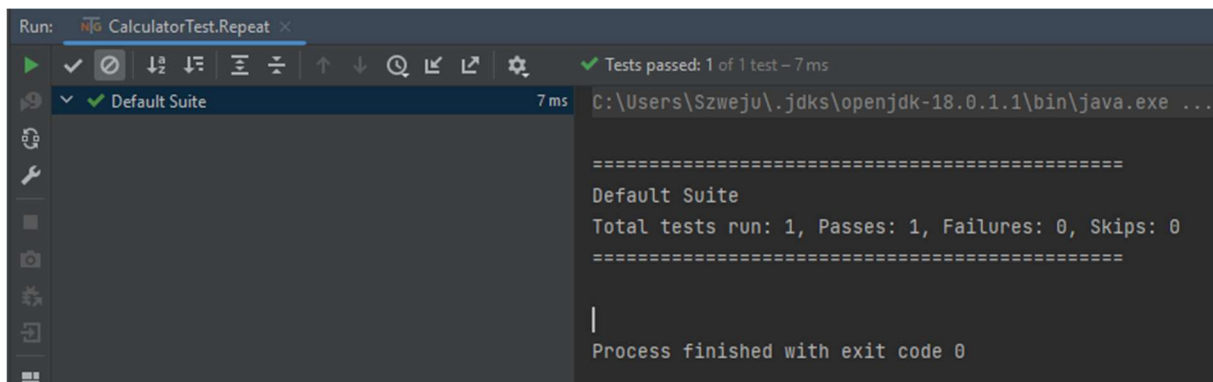 Run: NG CalculatorTest.Repeat ×
✔ Tests passed: 1 of 1 test – 7 ms
Default Suite 7 ms
C:\Users\Szweju\.jdks\openjdk-18.0.1.1\bin\java.exe ...
===============================================
Default Suite
Total tests run: 1, Passes: 1, Failures: 0, Skips: 0
===============================================
Process finished with exit code 0